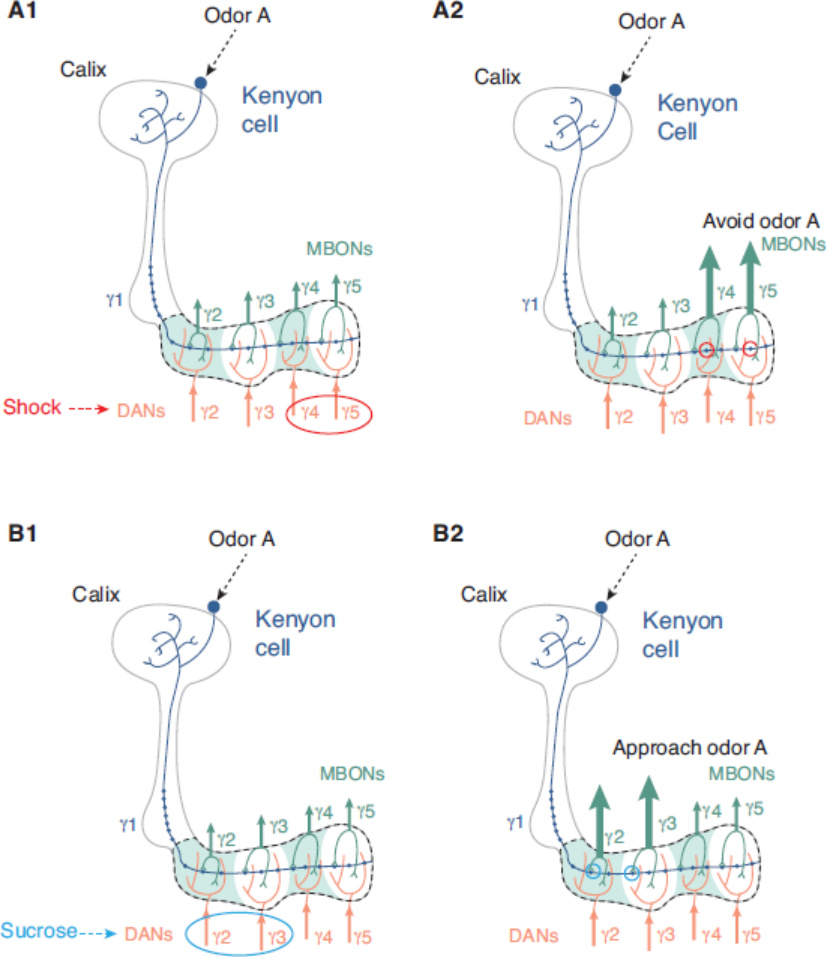 A1
Odor A
Calix
Kenyon
cell
MBONs
γ1
γ2
γ3
γ4
γ5
Shock
DANs
γ2
γ3
γ4
γ5
A2
Odor A
Calix
Kenyon
Cell
Avoid odor A
MBONs
γ1
γ2
γ3
γ4
γ5
DANs
γ2
γ3
γ4
γ5
B1
Odor A
Calix
Kenyon
cell
MBONs
γ1
γ2
γ3
γ4
γ5
Sucrose
DANs
γ2
γ3
γ4
γ5
B2
Odor A
Calix
Kenyon
cell
Approach odor A
MBONs
γ1
γ2
γ3
γ4
γ5
DANs
γ2
γ3
γ4
γ5